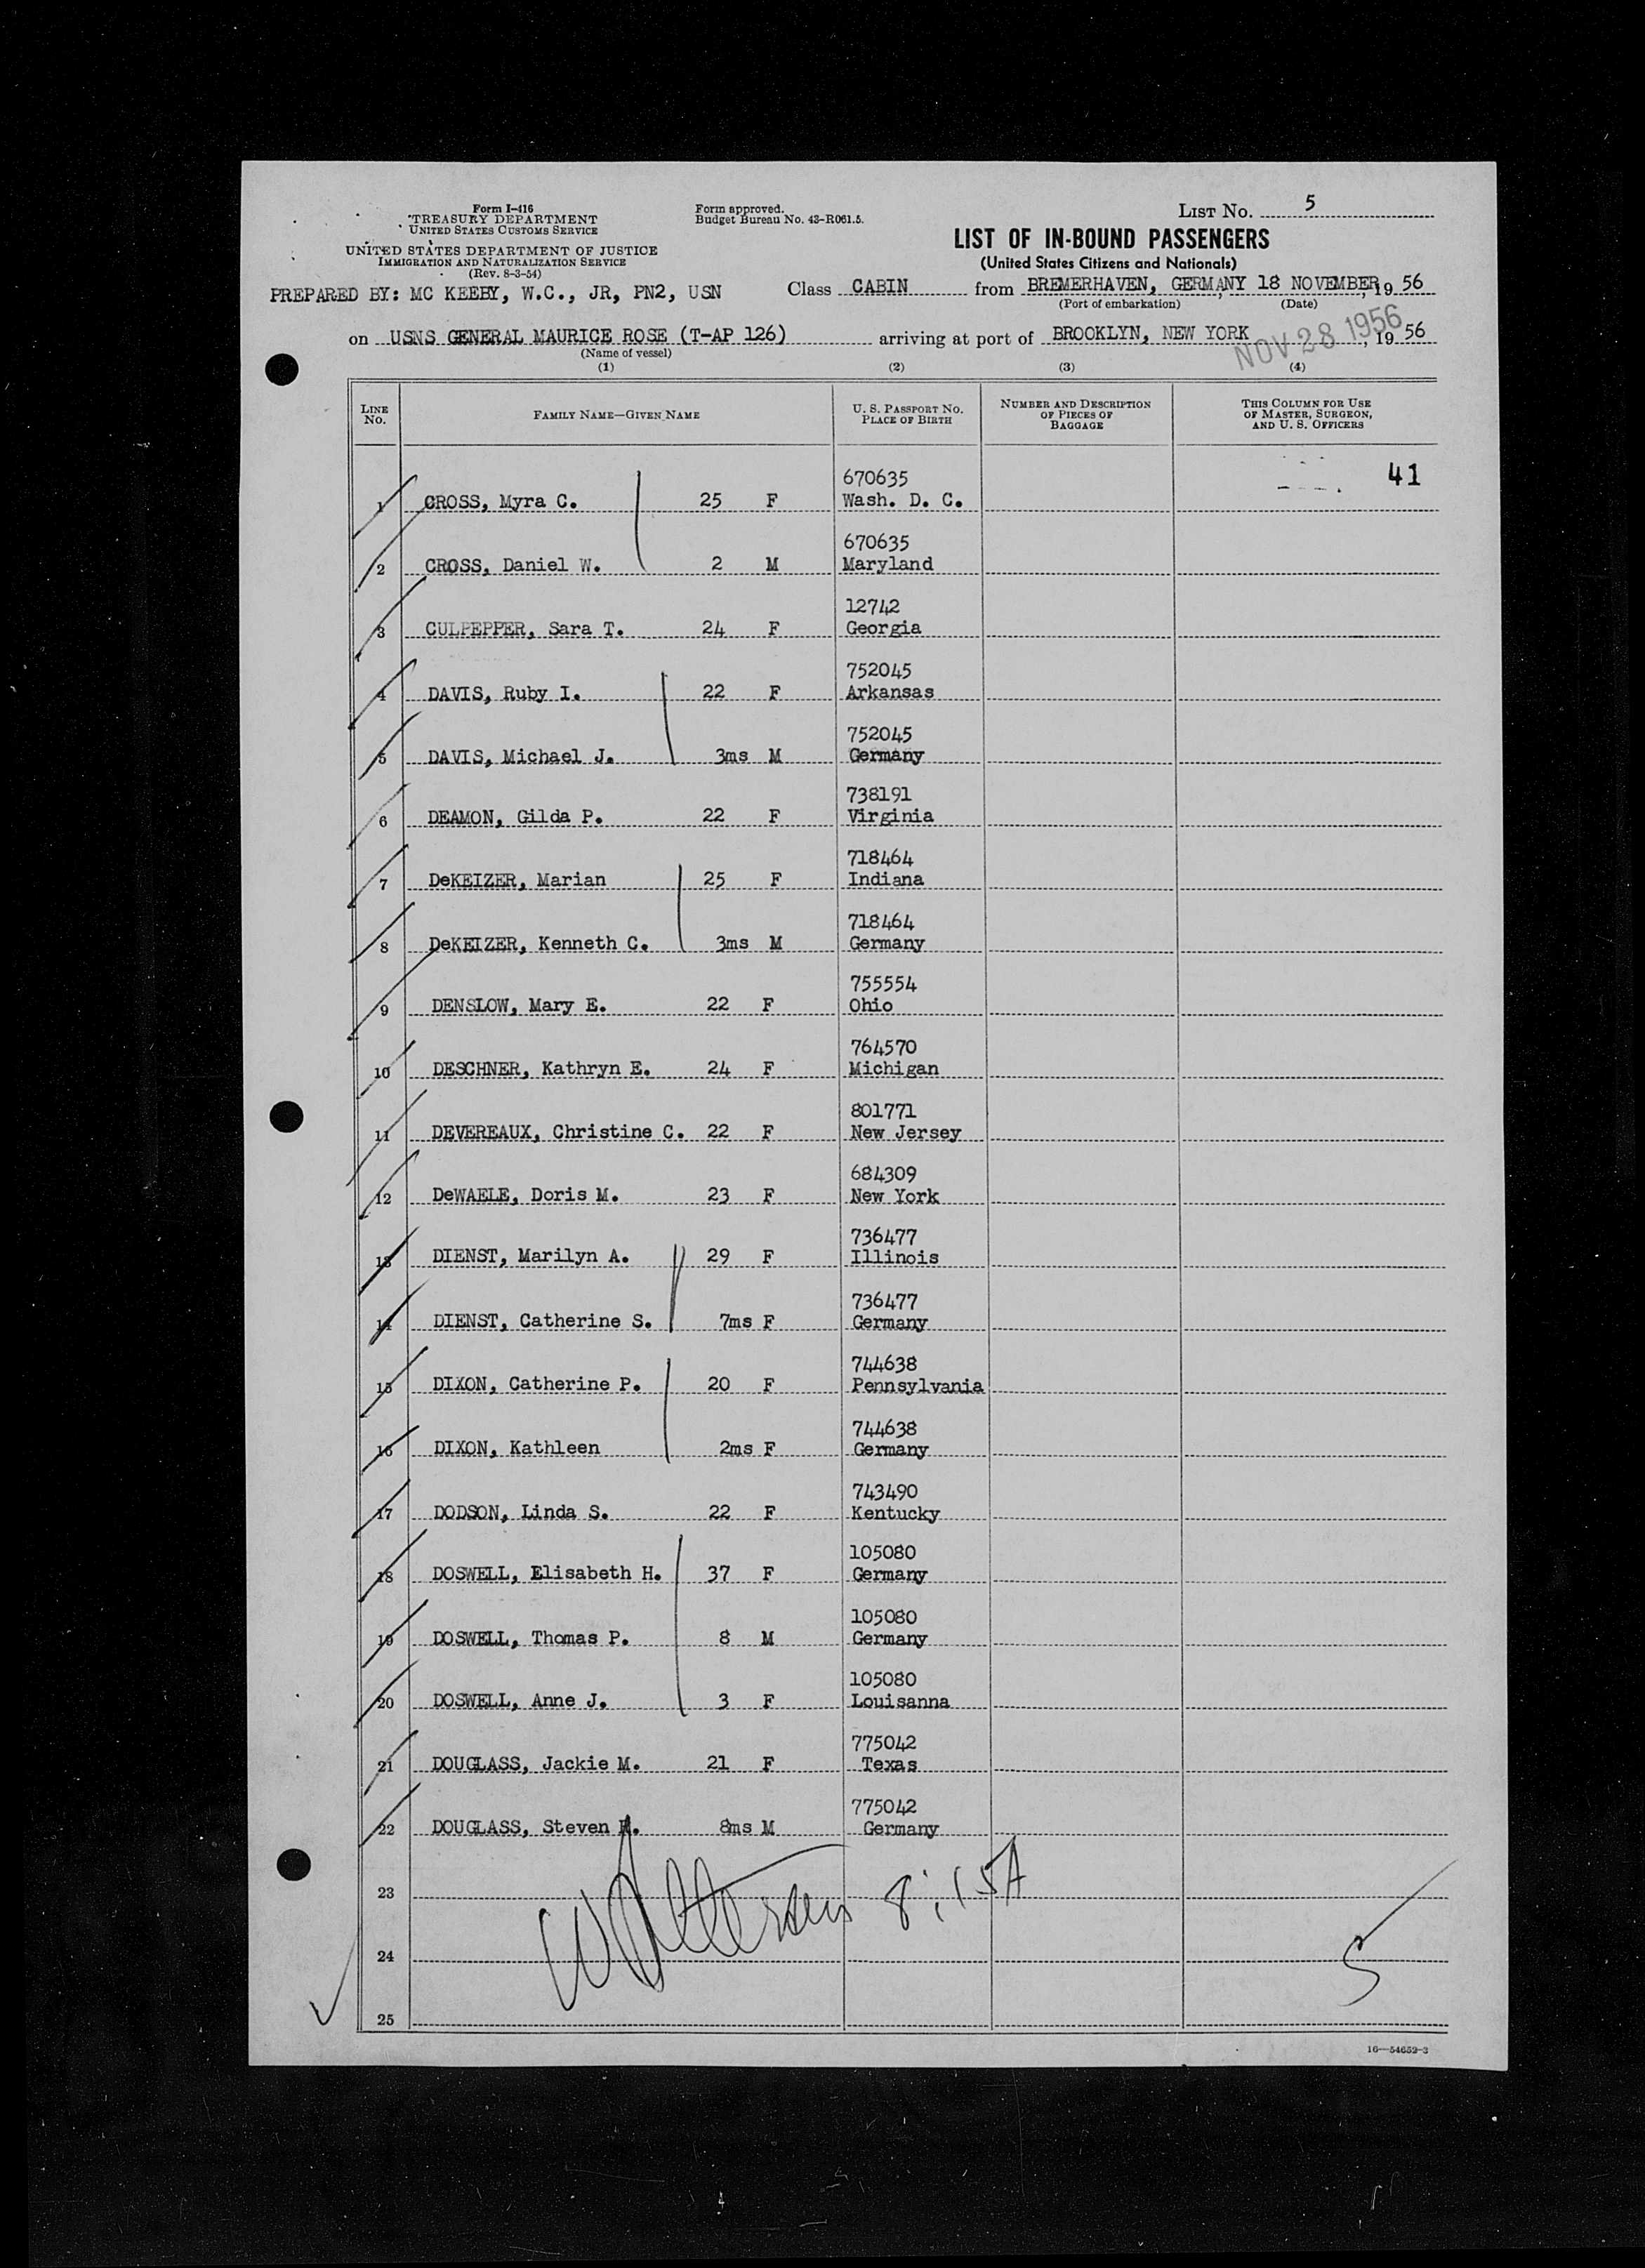 Form I-416
TREASURY DEPARTMENT
UNITED STATES CUSTOMS SERVICE
UNITED STATES DEPARTMENT OF JUSTICE
IMMIGRATION AND NATURALIZATION SERVICE
(Rev. 8-3-54)
Form approved.
Budget Bureau No. 43-R061.5.
LIST NO. 5
LIST OF IN-BOUND PASSENGERS
(United States Citizens and Nationals)
PREPARED BY: MC KEEBY, W.C., JR, PN2, USN Class CABIN from BREMERHAVEN, GERMANY 18 NOVEMBER, 19 56
(Port of embarkation) (Date)
on USNS GENERAL MAURICE ROSE (T-AP 126) arriving at port of BROOKLYN, NEW YORK NOV 28 1956, 19 56
(Name of vessel)
(1) (2) (3) (4)
LINE NO. FAMILY NAME—GIVEN NAME U. S. PASSPORT NO. PLACE OF BIRTH NUMBER AND DESCRIPTION OF PIECES OF BAGGAGE THIS COLUMN FOR USE OF MASTER, SURGEON, AND U. S. OFFICERS
670635 41
1 CROSS, Myra C. 25 F Wash. D. C.
670635
2 CROSS, Daniel W. 2 M Maryland
12742
3 CULPEPPER, Sara T. 24 F Georgia
752045
4 DAVIS, Ruby I. 22 F Arkansas
752045
5 DAVIS, Michael J. 3ms M Germany
738191
6 DEAMON, Gilda P. 22 F Virginia
718464
7 DeKEIZER, Marian 25 F Indiana
718464
8 DeKEIZER, Kenneth C. 3ms M Germany
755554
9 DENSLOW, Mary E. 22 F Ohio
764570
10 DESCHNER, Kathryn E. 24 F Michigan
801771
11 DEVEREAUX, Christine C. 22 F New Jersey
684309
12 DeWAELE, Doris M. 23 F New York
736477
13 DIENST, Marilyn A. 29 F Illinois
736477
14 DIENST, Catherine S. 7ms F Germany
744638
15 DIXON, Catherine P. 20 F Pennsylvania
744638
16 DIXON, Kathleen 2ms F Germany
743490
17 DODSON, Linda S. 22 F Kentucky
105080
18 DOSWELL, Elisabeth H. 37 F Germany
105080
19 DOSWELL, Thomas P. 8 M Germany
105080
20 DOSWELL, Anne J. 3 F Louisanna
775042
21 DOUGLASS, Jackie M. 21 F Texas
775042
22 DOUGLASS, Steven 8ms M Germany
23 8:15A
24 5
25
16—54652-3